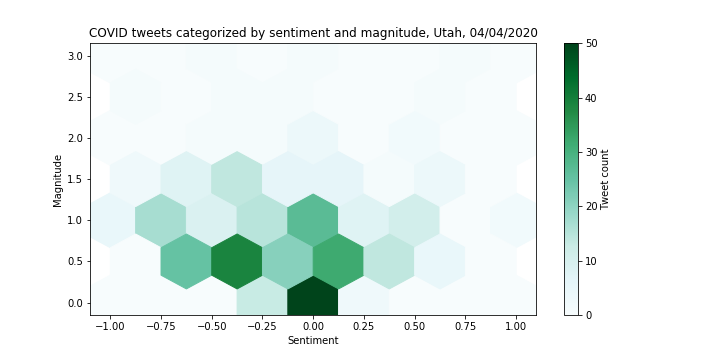 COVID tweets categorized by sentiment and magnitude, Utah, 04/04/2020
3.0
2.5
2.0
1.5
1.0
0.5
0.0
Magnitude
−1.00 −0.75 −0.50 −0.25 0.00 0.25 0.50 0.75 1.00
Sentiment
50
40
30
20
10
0
Tweet count